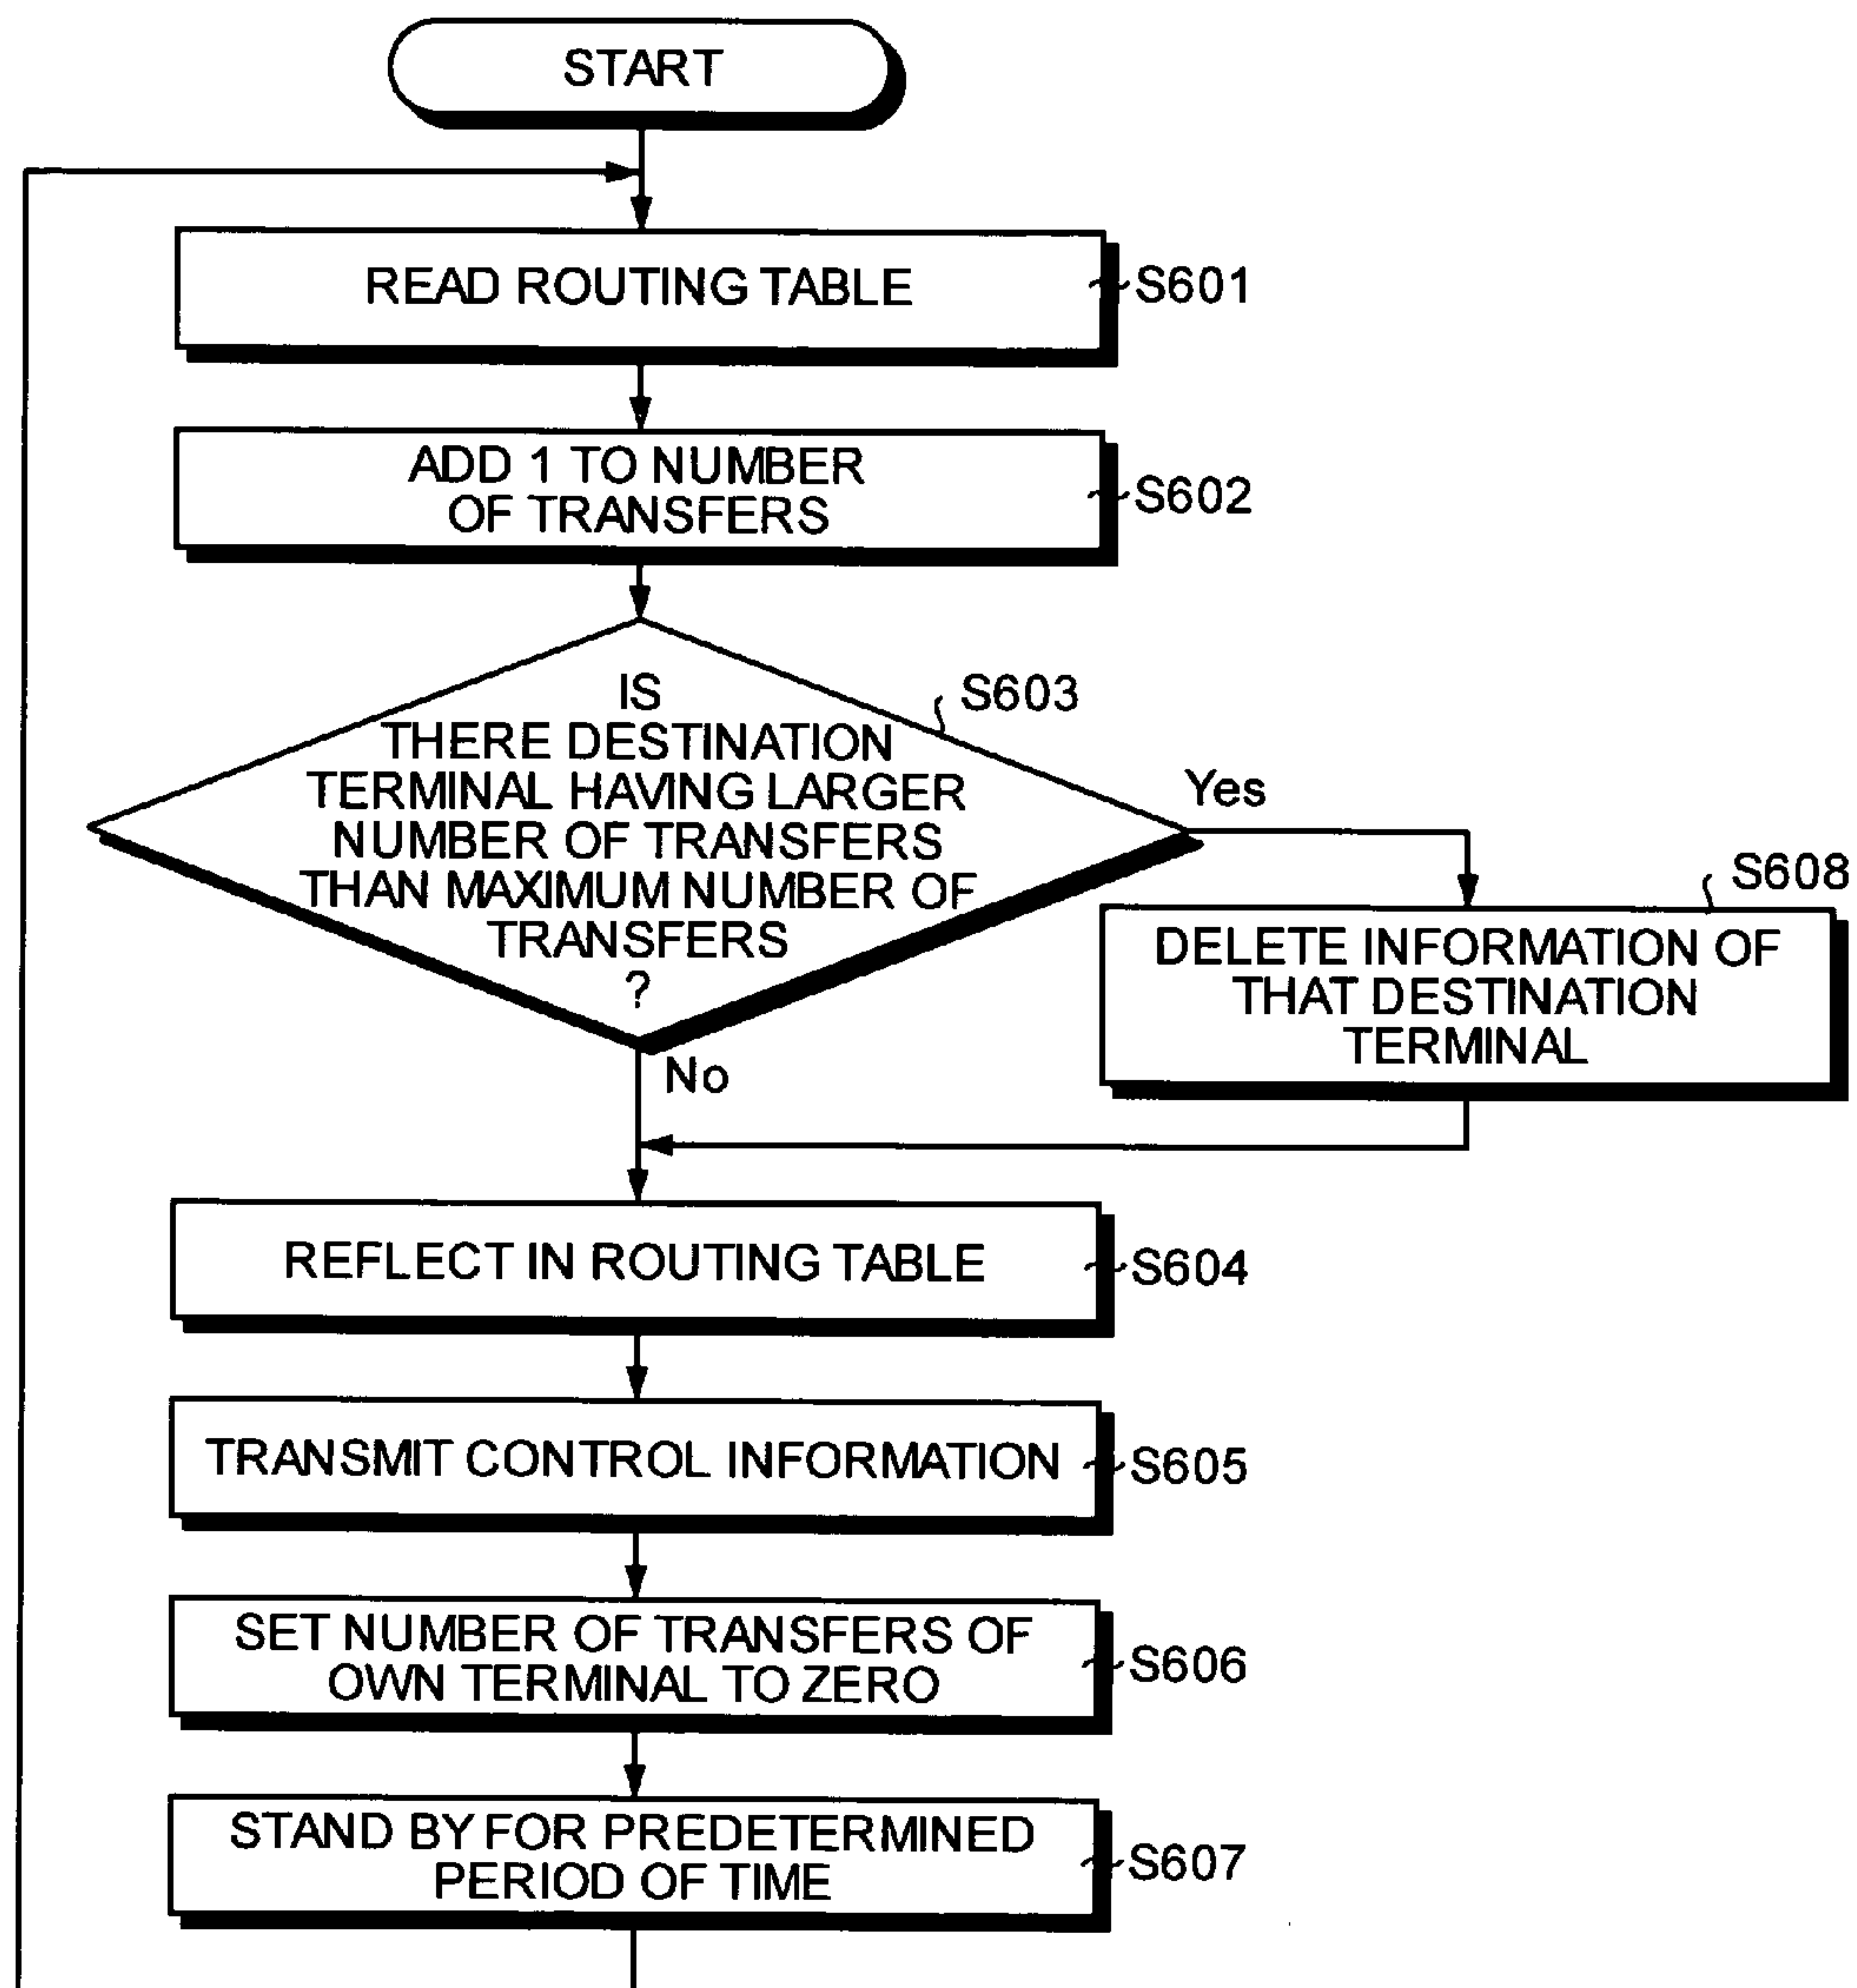 START
READ ROUTING TABLE
S601
ADD 1 TO NUMBER
OF TRANSFERS
S602
IS
THERE DESTINATION
TERMINAL HAVING LARGER
NUMBER OF TRANSFERS
THAN MAXIMUM NUMBER OF
TRANSFERS
?
S603
Yes
No
S608
DELETE INFORMATION OF
THAT DESTINATION
TERMINAL
REFLECT IN ROUTING TABLE
S604
TRANSMIT CONTROL INFORMATION
S605
SET NUMBER OF TRANSFERS OF
OWN TERMINAL TO ZERO
S606
STAND BY FOR PREDETERMINED
PERIOD OF TIME
S607